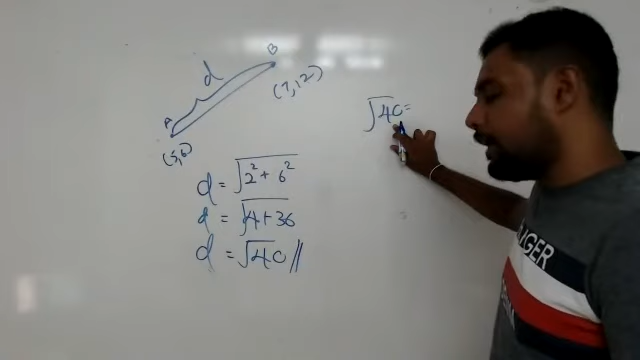 B
d
(7,12)
A
(5,6)
d = √2² + 6²
d = √4+36
d = √40 //
√40 =